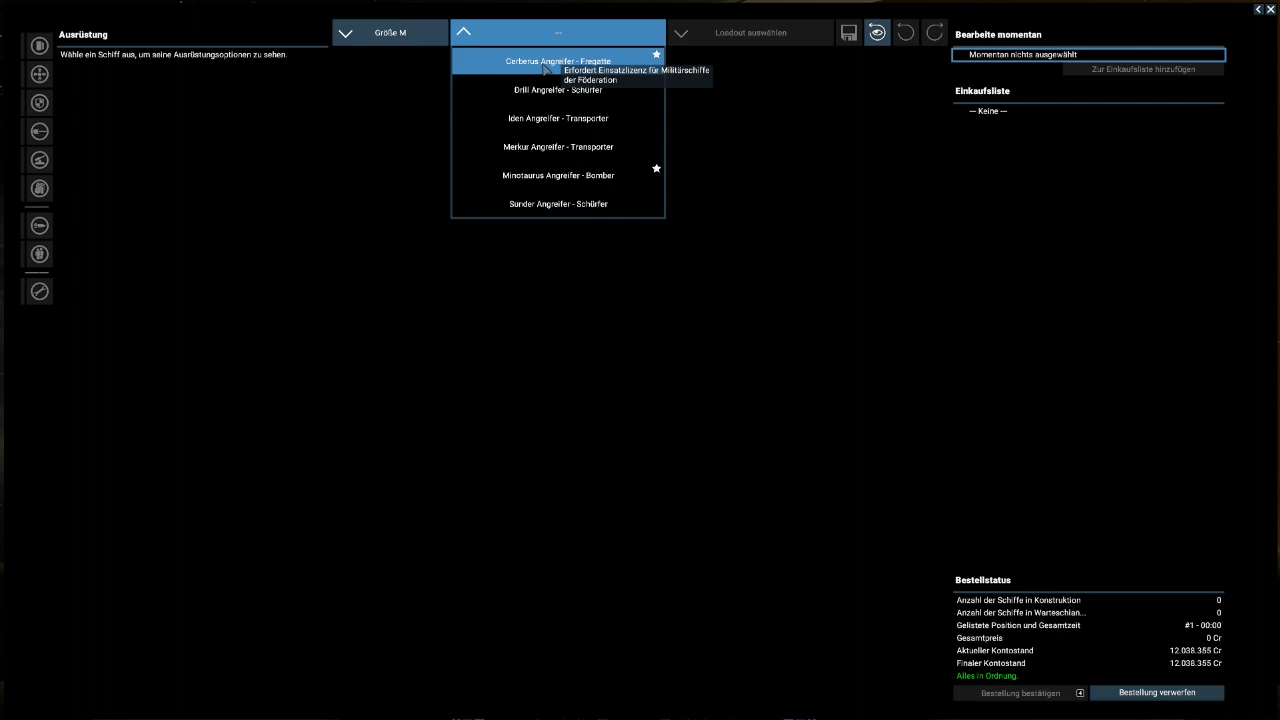 Ausrüstung
Wähle ein Schiff aus, um seine Ausrüstungsoptionen zu sehen.
Größe M
--
Loadout auswählen
Cerberus Angreifer - Fregatte
Erfordert Einsatzlizenz für Militärschiffe
der Föderation
Drill Angreifer - Schürfer
Iden Angreifer - Transporter
Merkur Angreifer - Transporter
Minotaurus Angreifer - Bomber
Sunder Angreifer - Schürfer
Bearbeite momentan
Momentan nichts ausgewählt
Zur Einkaufsliste hinzufügen
Einkaufsliste
-- Keine --
Bestellstatus
Anzahl der Schiffe in Konstruktion 0
Anzahl der Schiffe in Warteschlan... 0
Gelistete Position und Gesamtzeit #1 - 00:00
Gesamtpreis 0 Cr
Aktueller Kontostand 12.038.355 Cr
Finaler Kontostand 12.038.355 Cr
Alles in Ordnung.
Bestellung bestätigen
Bestellung verwerfen